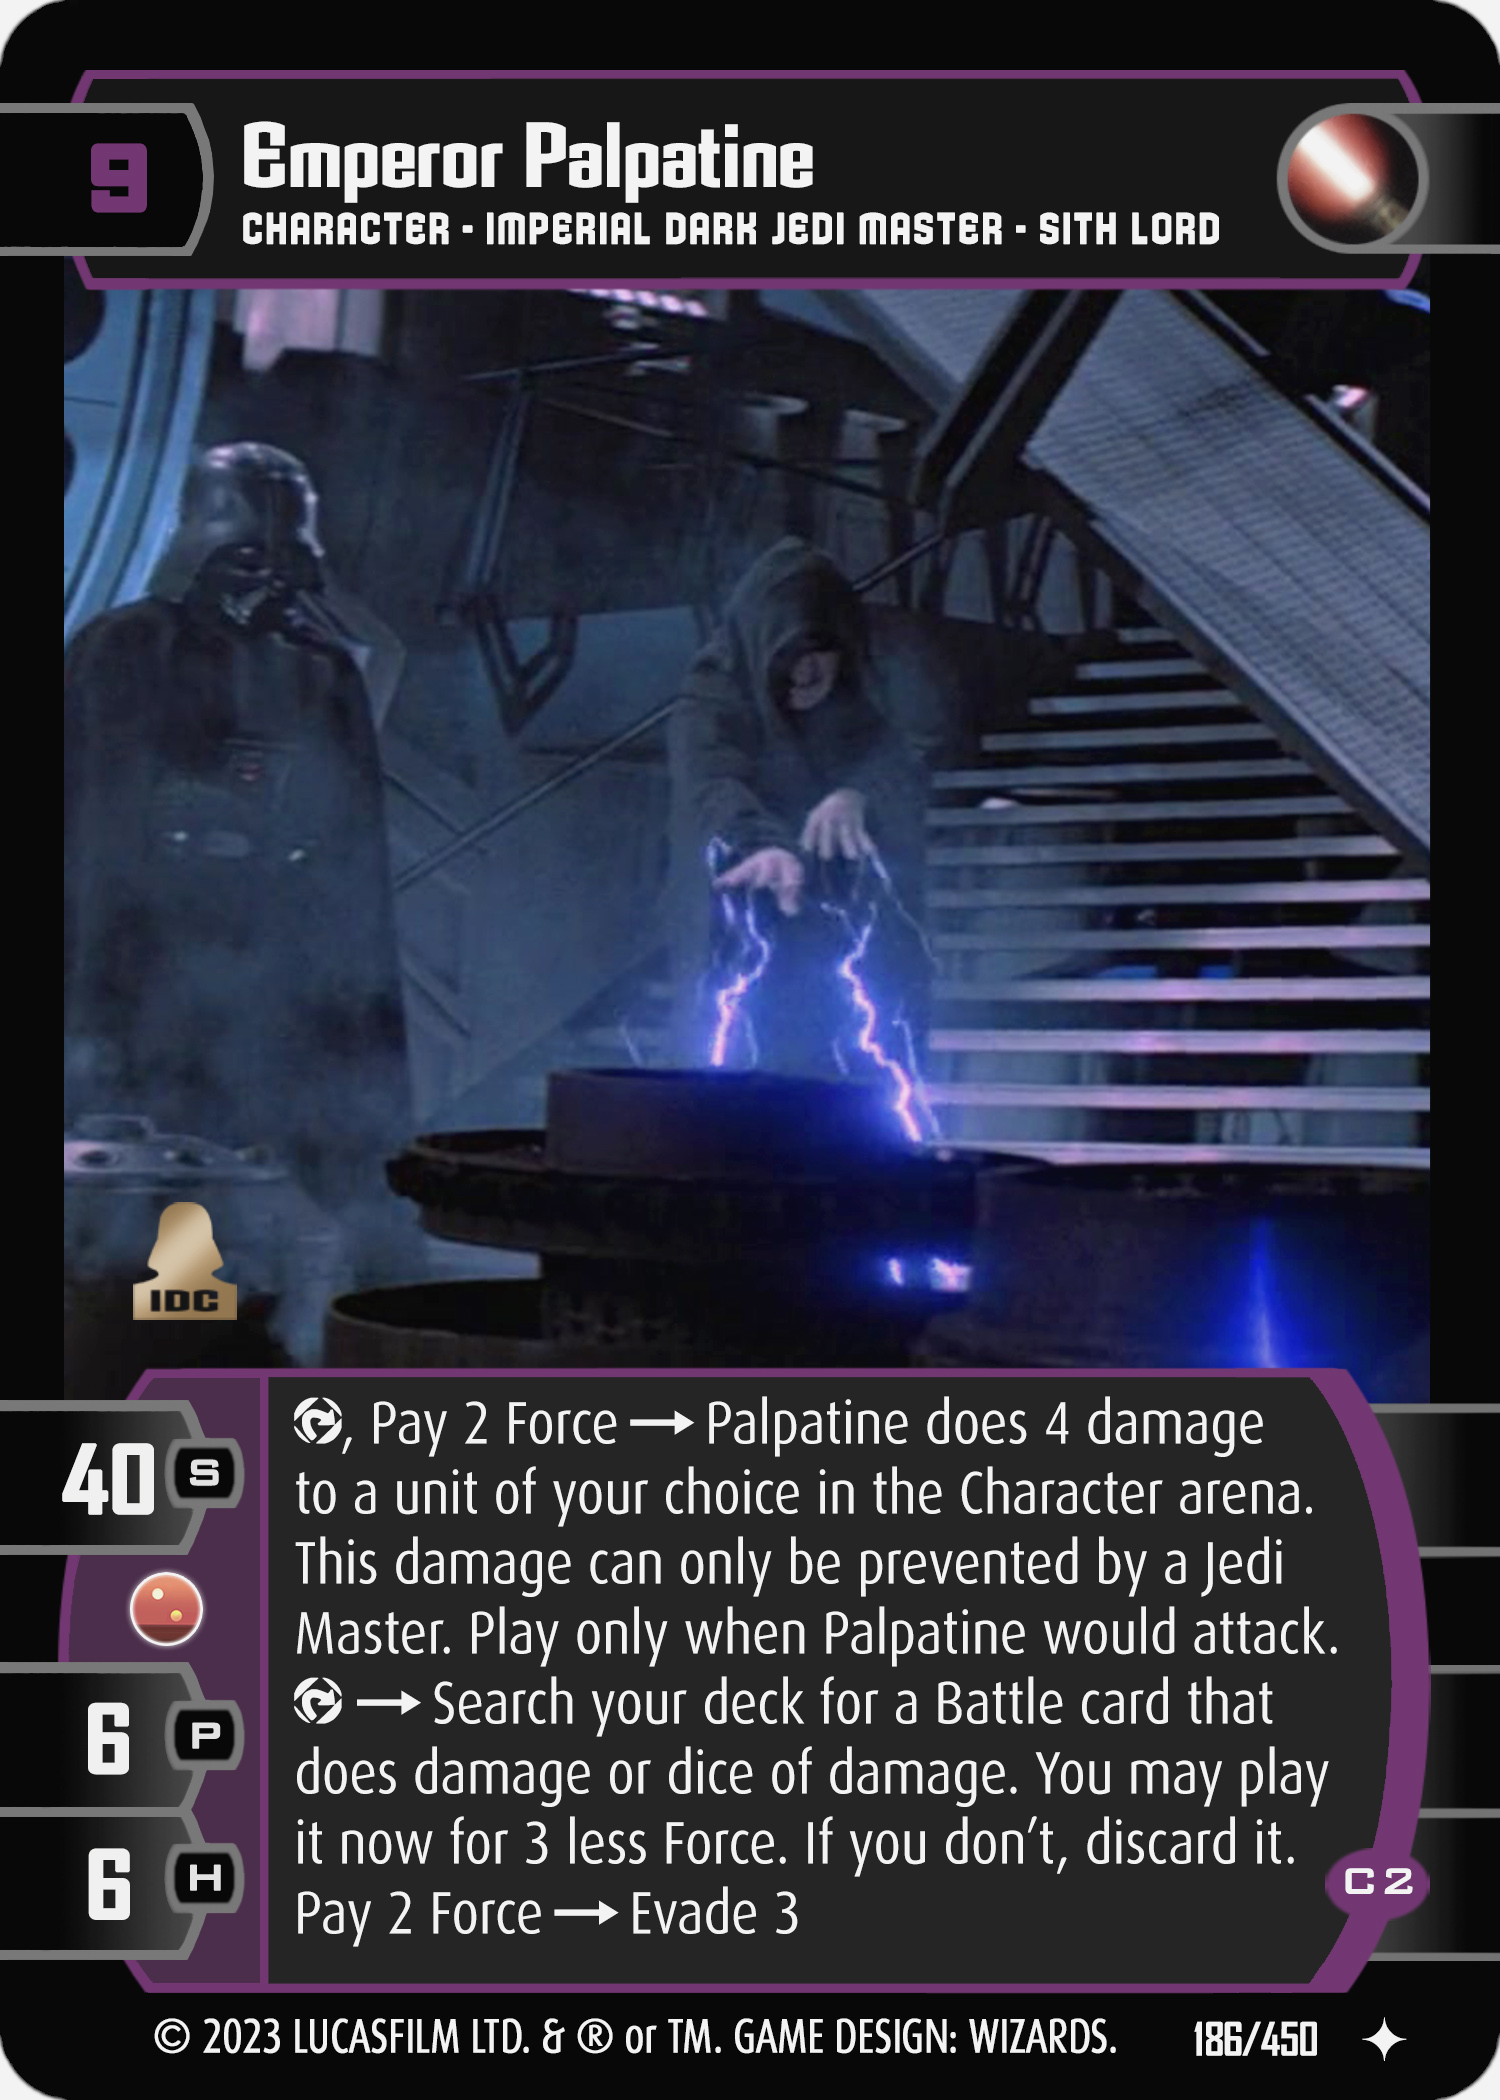 9
Emperor Palpatine
CHARACTER - IMPERIAL DARK JEDI MASTER - SITH LORD
IDC
40 S
6 P
6 H
, Pay 2 Force → Palpatine does 4 damage
to a unit of your choice in the Character arena.
This damage can only be prevented by a Jedi
Master. Play only when Palpatine would attack.
→ Search your deck for a Battle card that
does damage or dice of damage. You may play
it now for 3 less Force. If you don't, discard it.
Pay 2 Force → Evade 3
C2
© 2023 LUCASFILM LTD. & ® or TM. GAME DESIGN: WIZARDS.
186/450